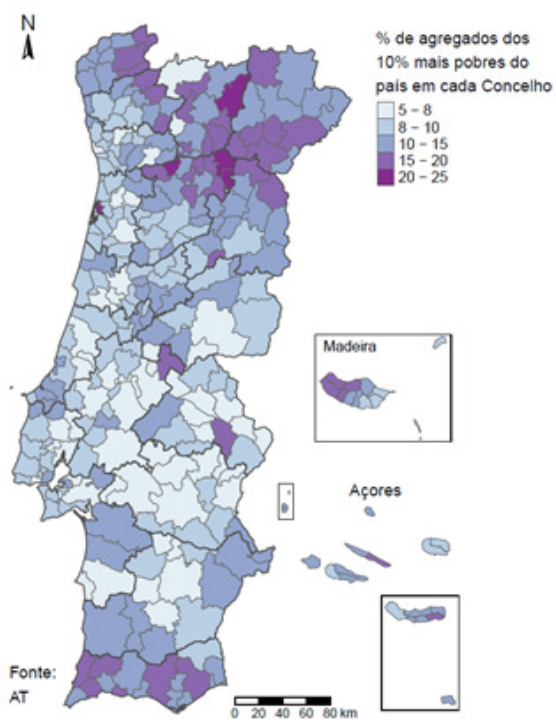 N
% de agregados dos
10% mais pobres do
país em cada Concelho
5 – 8
8 – 10
10 – 15
15 – 20
20 – 25
Madeira
Açores
Fonte:
AT
0 20 40 60 80 km